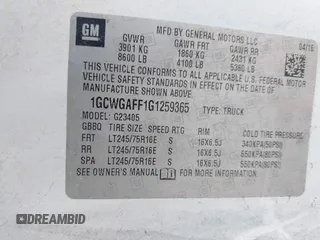 GM
MFD BY GENERAL MOTORS LLC
04/16
GVWR GAWR FRT GAWR RR
3901 KG 1860 KG 2431 KG
8600 LB 4100 LB 5360 LB
THIS VEHICLE CONFORMS TO ALL APPLICABLE U.S. FEDERAL MOTOR
VEHICLE SAFETY STANDARDS IN EFFECT ON THE DATE OF
MANUFACTURE SHOWN ABOVE.
1GCWGAFF1G1259365 TYPE: TRUCK
MODEL: G23405
GBBQ TIRE SIZE SPEED RTG RIM COLD TIRE PRESSURE
FRT LT245/75R16E S 16X6.5J 340KPA(50PSI)
RR LT245/75R16E S 16X6.5J 550KPA(80PSI)
SPA LT245/75R16E S 16X6.5J 550KPA(80PSI)
SEE OWNER'S MANUAL FOR ADDITIONAL INFORMATION.
DREAMBID